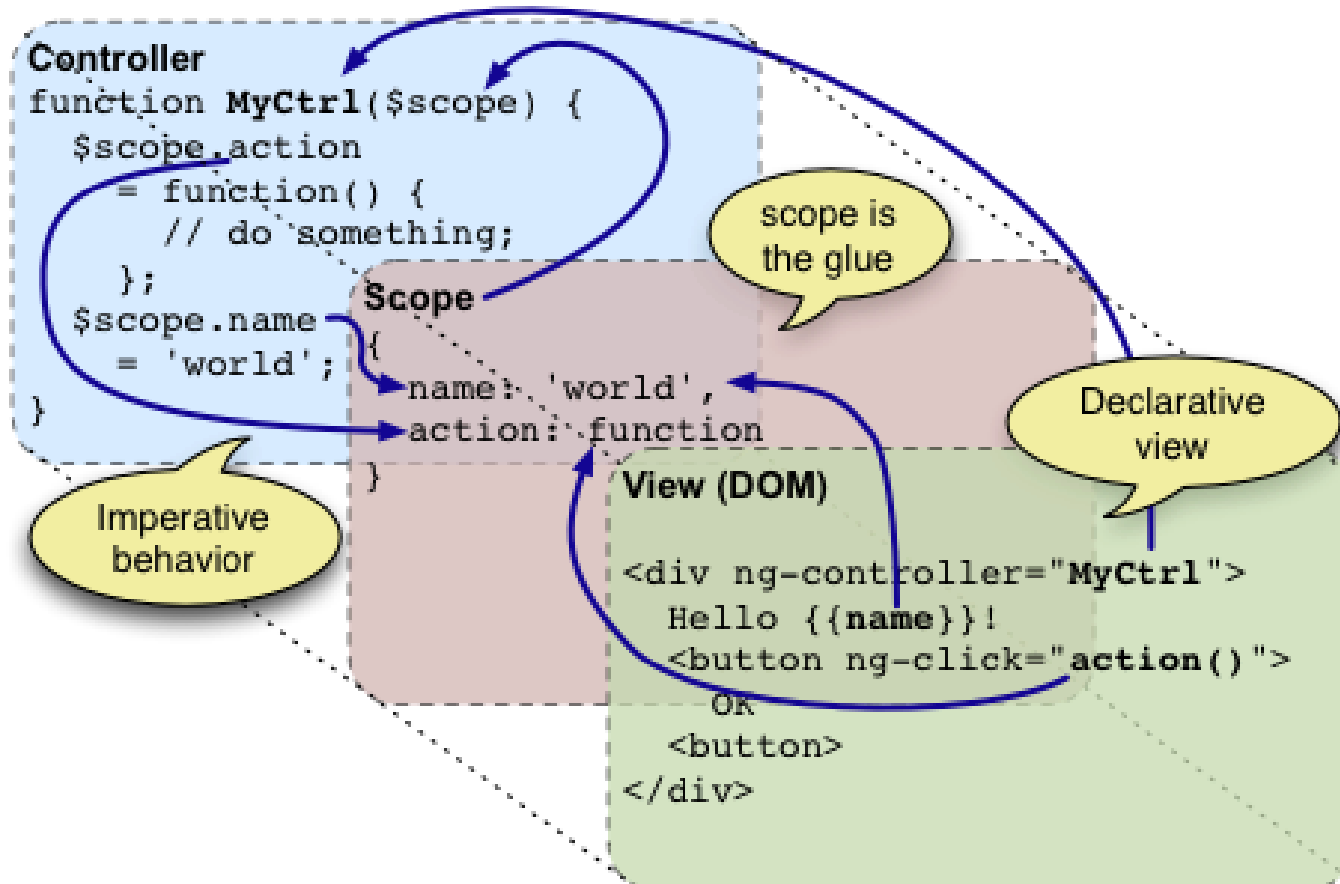 Controller
function MyCtrl($scope) {
$scope.action
= function() {
// do something;
};
$scope.name
= 'world';
}
Imperative
behavior
scope is
the glue
Scope
{
name: 'world',
action: function
}
Declarative
view
View (DOM)
<div ng-controller="MyCtrl">
Hello {{name}}!
<button ng-click="action()">
OK
<button>
</div>